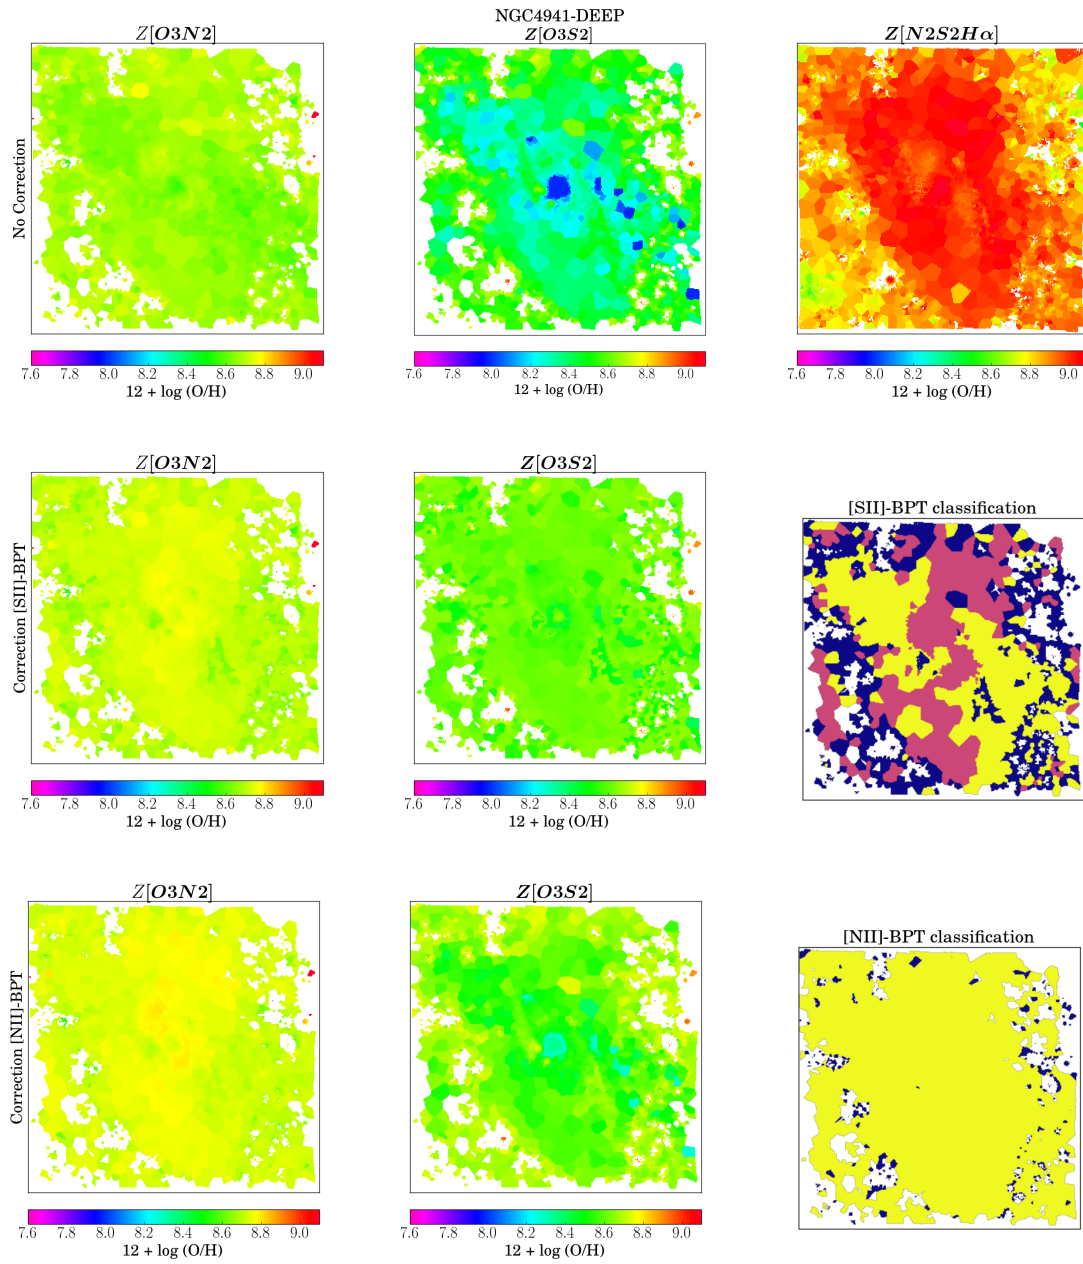 NGC4941-DEEP
Z[O3N2]
Z[O3S2]
Z[N2S2Hα]
No Correction
7.6 7.8 8.0 8.2 8.4 8.6 8.8 9.0
12 + log (O/H)
7.6 7.8 8.0 8.2 8.4 8.6 8.8 9.0
12 + log (O/H)
7.6 7.8 8.0 8.2 8.4 8.6 8.8 9.0
12 + log (O/H)
Z[O3N2]
Z[O3S2]
[SII]-BPT classification
Correction [SII]-BPT
7.6 7.8 8.0 8.2 8.4 8.6 8.8 9.0
12 + log (O/H)
7.6 7.8 8.0 8.2 8.4 8.6 8.8 9.0
12 + log (O/H)
Z[O3N2]
Z[O3S2]
[NII]-BPT classification
Correction [NII]-BPT
7.6 7.8 8.0 8.2 8.4 8.6 8.8 9.0
12 + log (O/H)
7.6 7.8 8.0 8.2 8.4 8.6 8.8 9.0
12 + log (O/H)